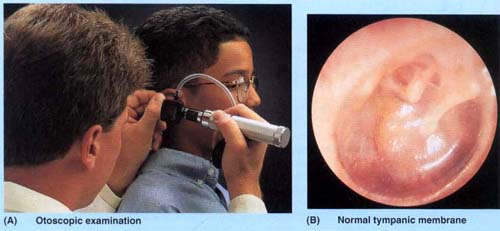 (A) Otoscopic examination
(B) Normal tympanic membrane